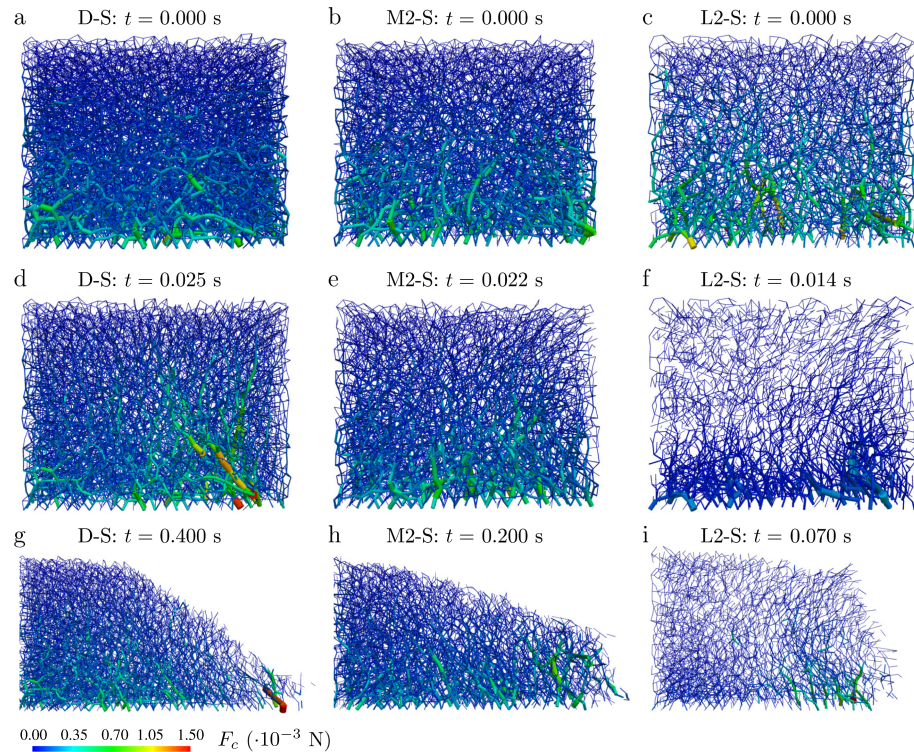 a D-S: t = 0.000 s
b M2-S: t = 0.000 s
c L2-S: t = 0.000 s
d D-S: t = 0.025 s
e M2-S: t = 0.022 s
f L2-S: t = 0.014 s
g D-S: t = 0.400 s
h M2-S: t = 0.200 s
i L2-S: t = 0.070 s
0.00 0.35 0.70 1.05 1.50 F_c (·10⁻³ N)